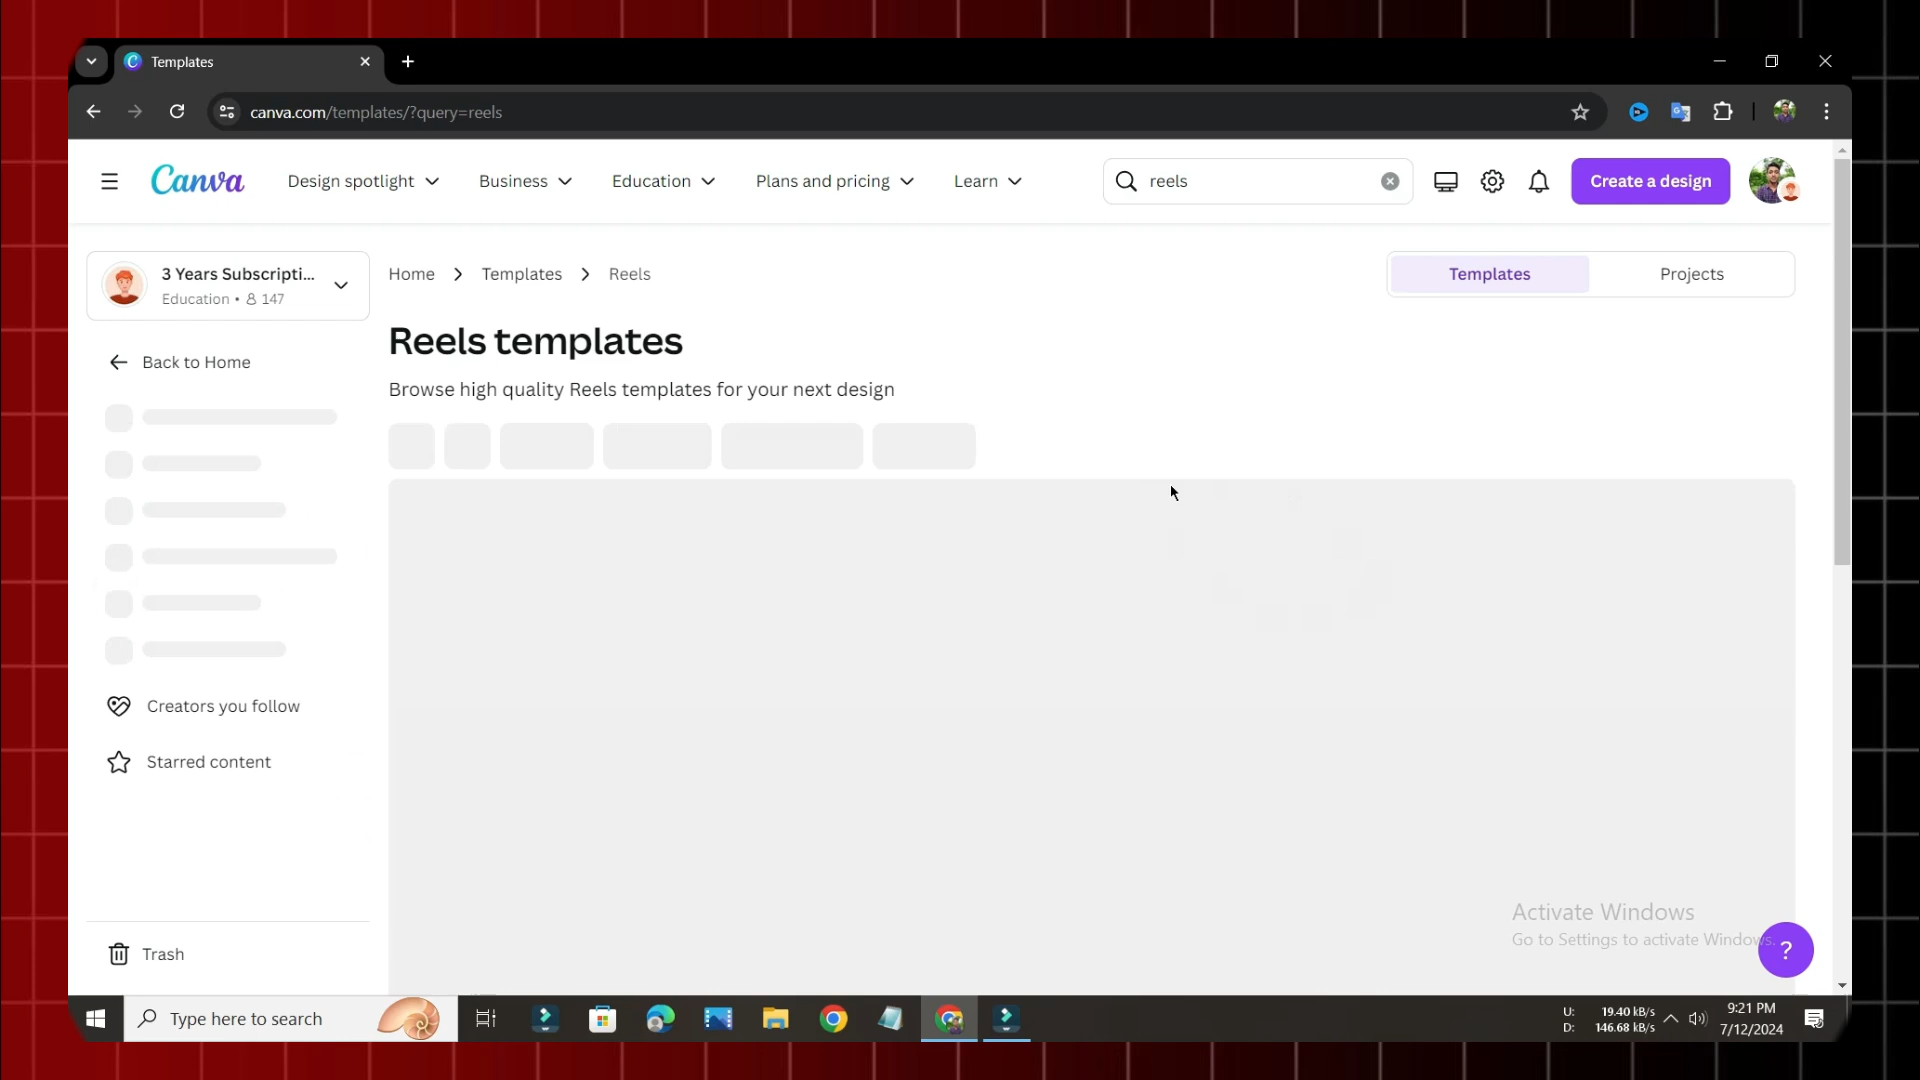 Templates
canva.com/templates/?query=reels
Canva
Design spotlight
Business
Education
Plans and pricing
Learn
reels
Create a design
3 Years Subscripti...
Education • 147
Home
Templates
Reels
Templates
Projects
Reels templates
Back to Home
Browse high quality Reels templates for your next design
Creators you follow
Starred content
Trash
Activate Windows
Go to Settings to activate Windows.
?
Type here to search
U: 19.40 kB/s
D: 146.68 kB/s
9:21 PM
7/12/2024